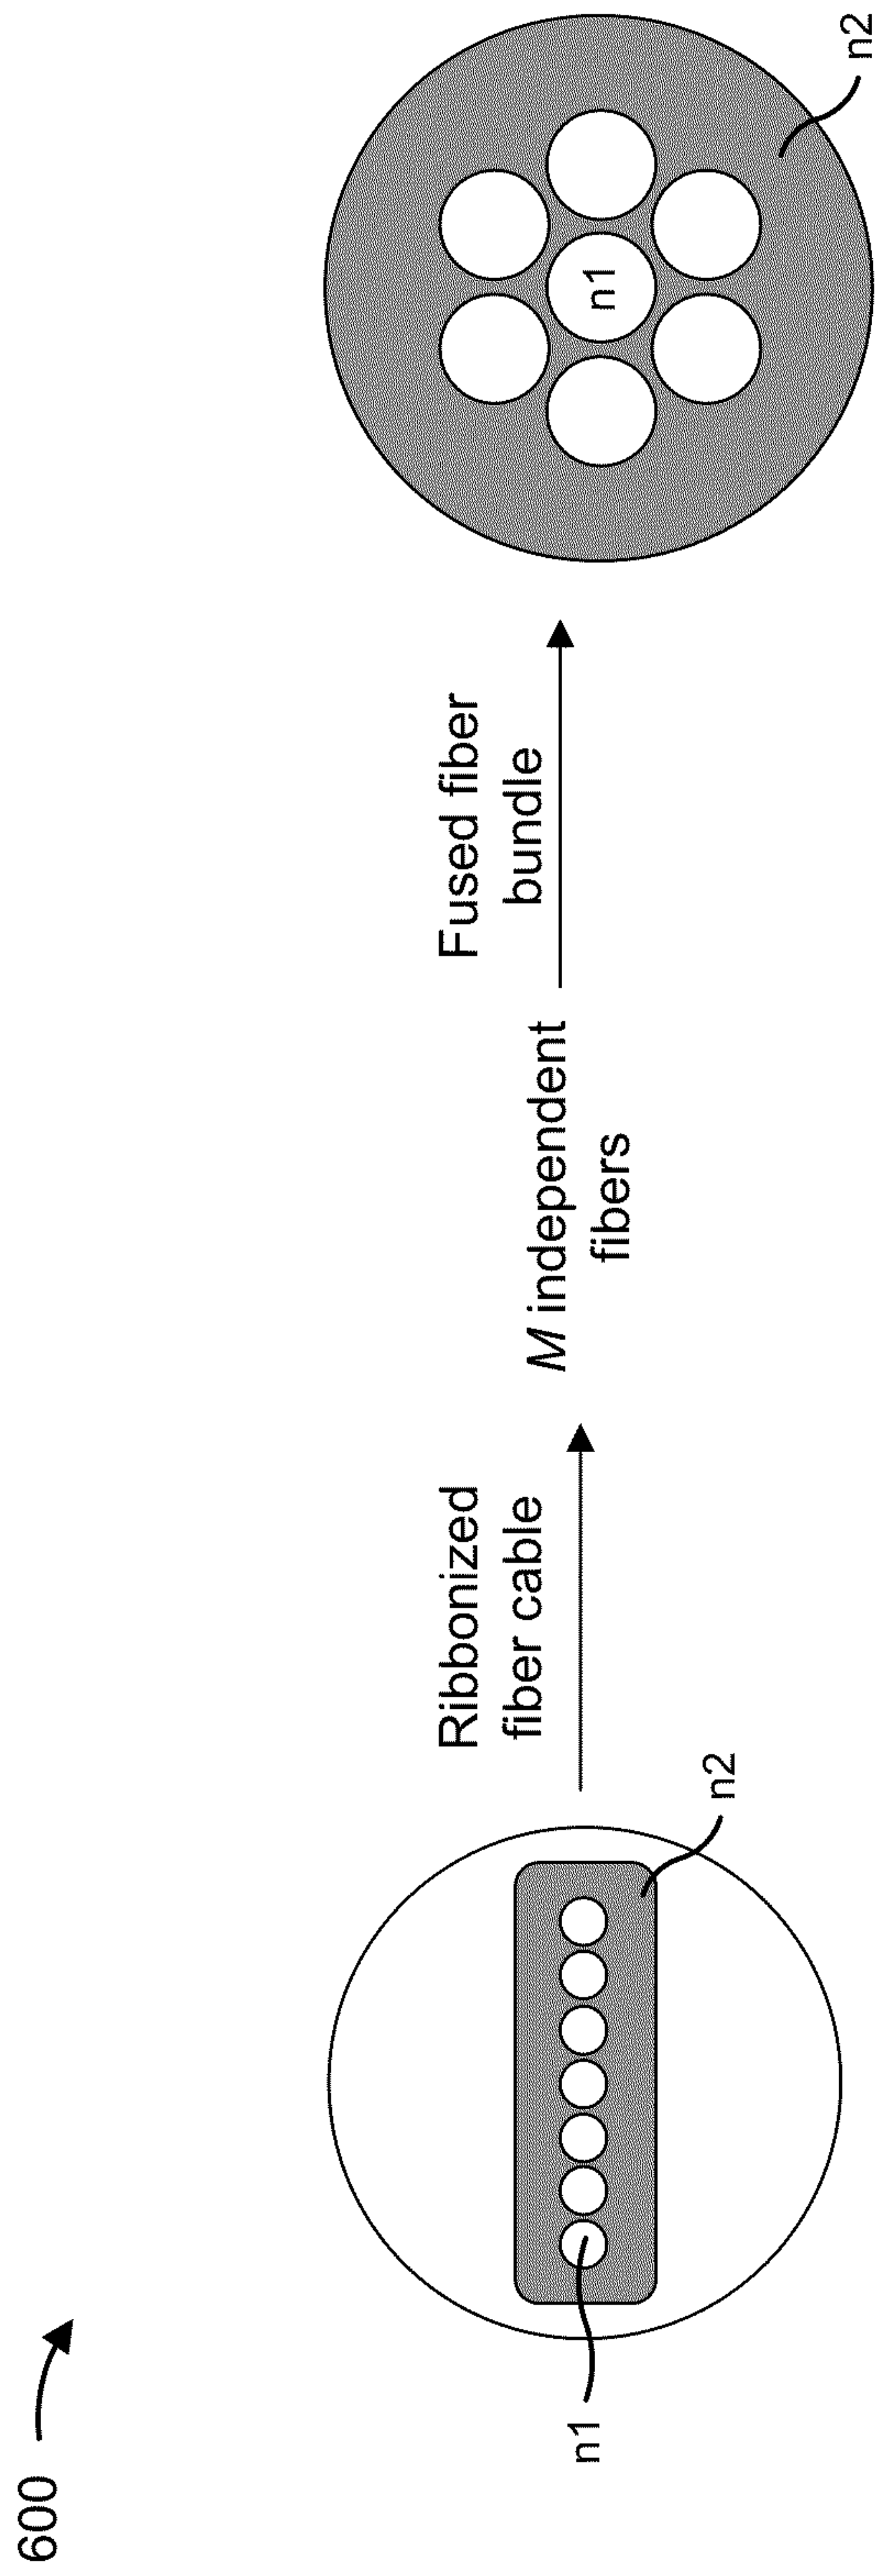 600
n1
n2
Ribbonized
fiber cable
M independent
fibers
Fused fiber
bundle
n1
n2